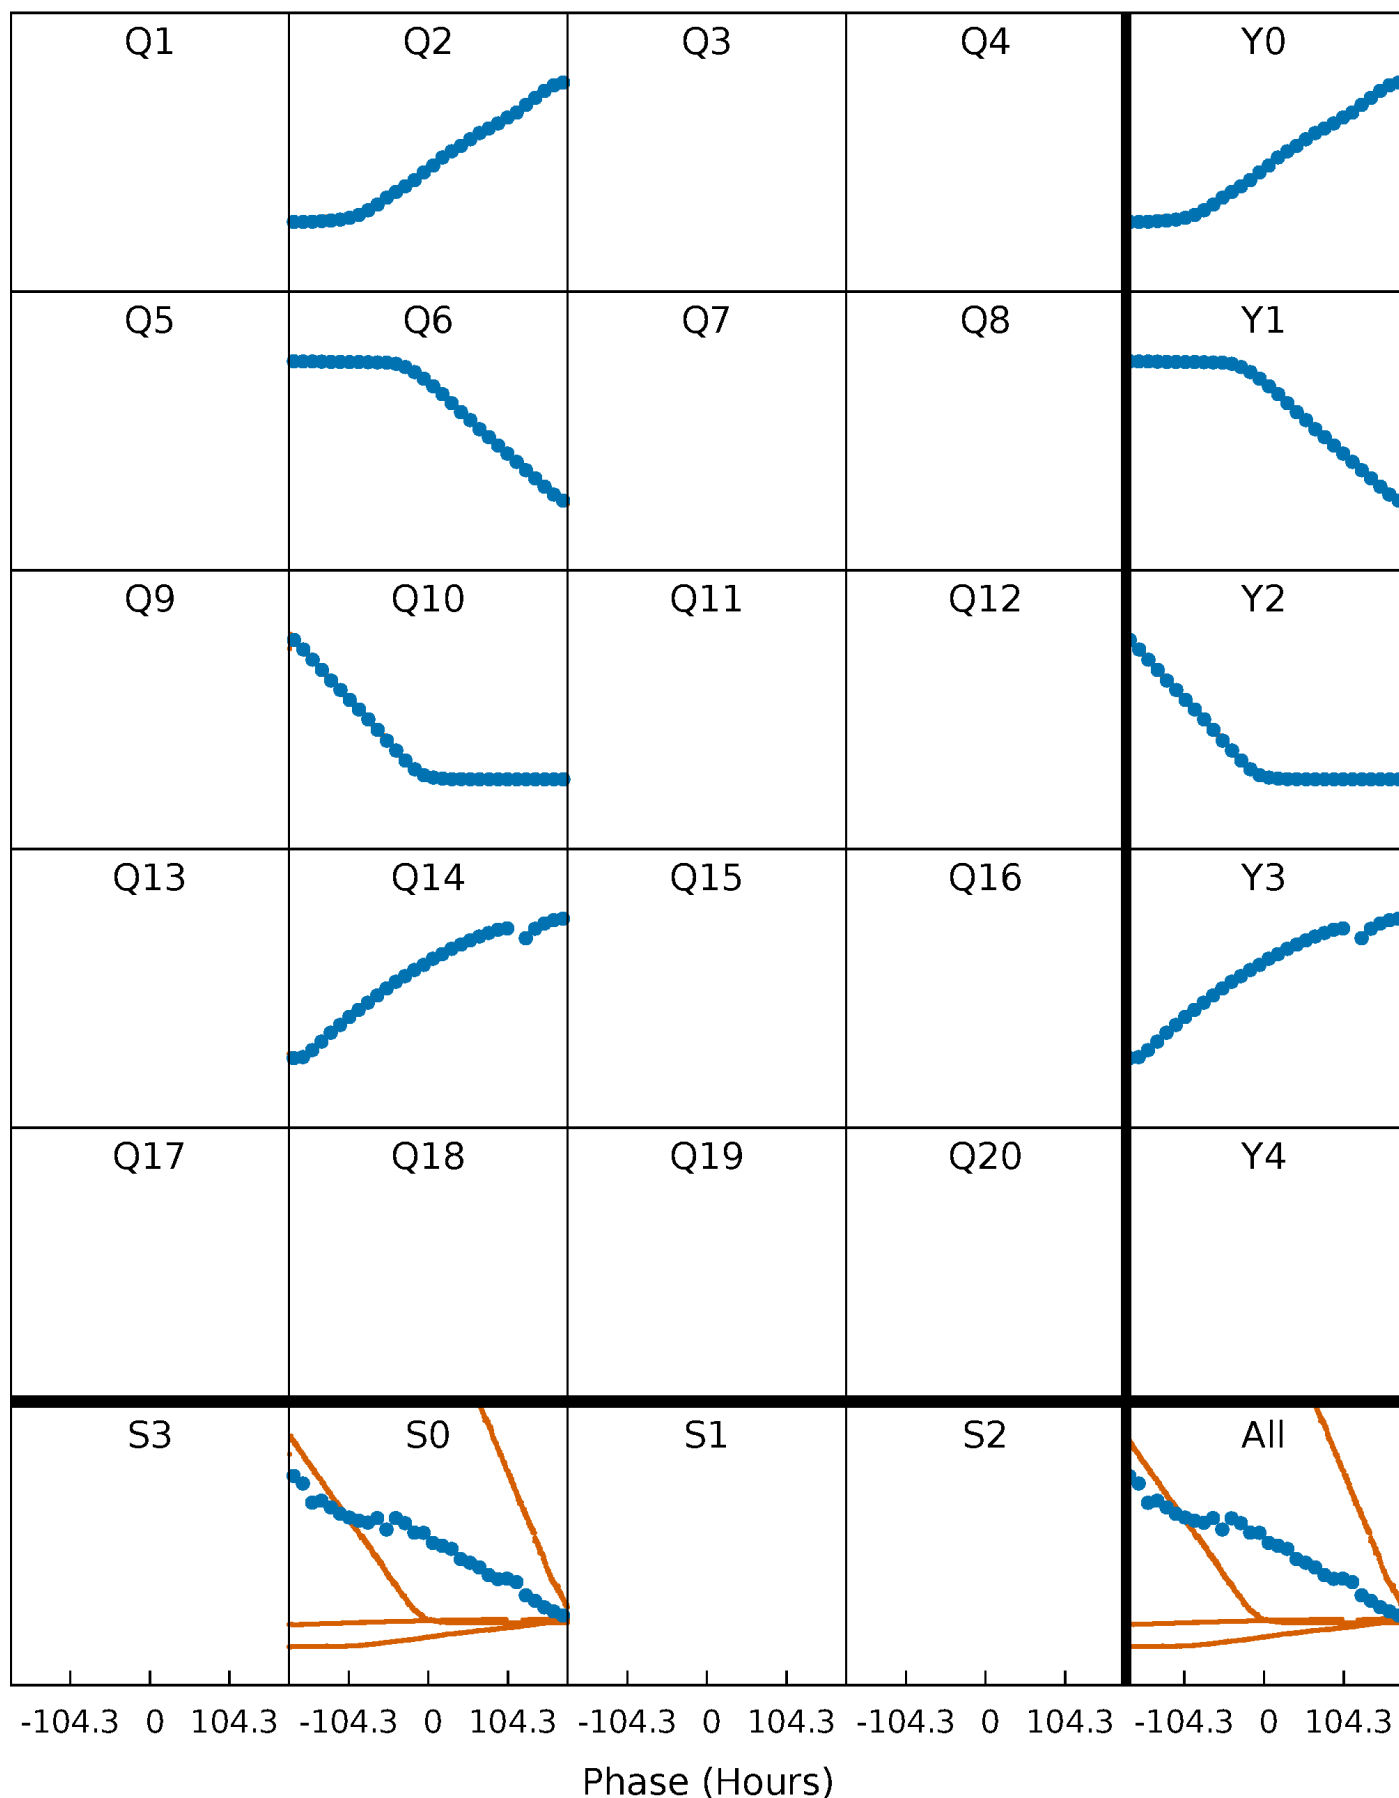 Q1 Q2 Q3 Q4 Y0
Q5 Q6 Q7 Q8 Y1
Q9 Q10 Q11 Q12 Y2
Q13 Q14 Q15 Q16 Y3
Q17 Q18 Q19 Q20 Y4
S3 S0 S1 S2 All
-104.3 0 104.3 -104.3 0 104.3 -104.3 0 104.3 -104.3 0 104.3 -104.3 0 104.3
Phase (Hours)